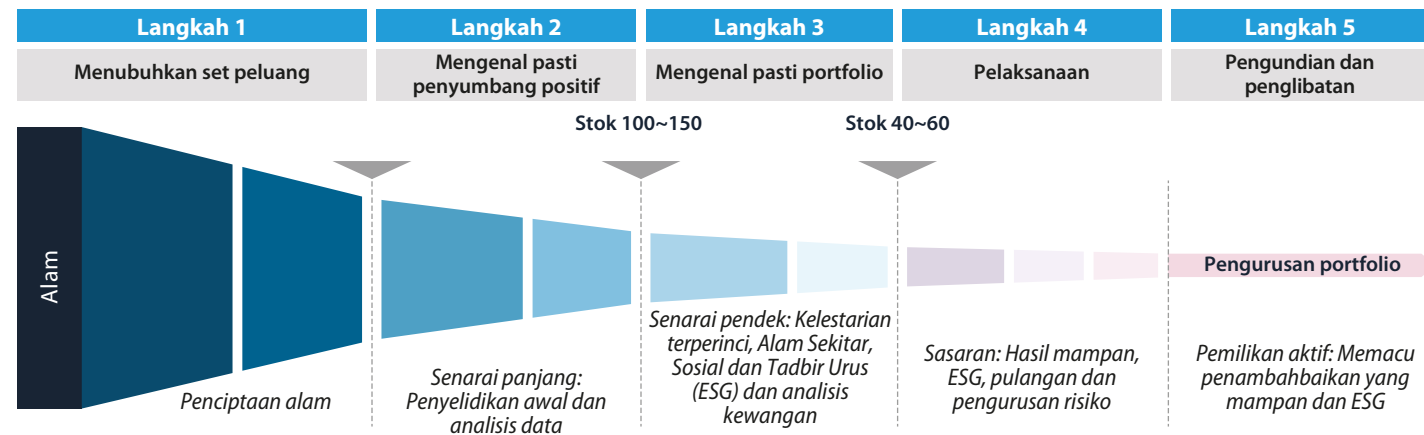 Langkah 1
Langkah 2
Langkah 3
Langkah 4
Langkah 5
Menubuhkan set peluang
Mengenal pasti
penyumbang positif
Mengenal pasti portfolio
Pelaksanaan
Pengundian dan
penglibatan
Stok 100~150
Stok 40~60
Alam
Penciptaan alam
Senarai panjang:
Penyelidikan awal dan
analisis data
Senarai pendek: Kelestarian
terperinci, Alam Sekitar,
Sosial dan Tadbir Urus
(ESG) dan analisis
kewangan
Sasaran: Hasil mampan,
ESG, pulangan dan
pengurusan risiko
Pengurusan portfolio
Pemilikan aktif: Memacu
penambahbaikan yang
mampan dan ESG